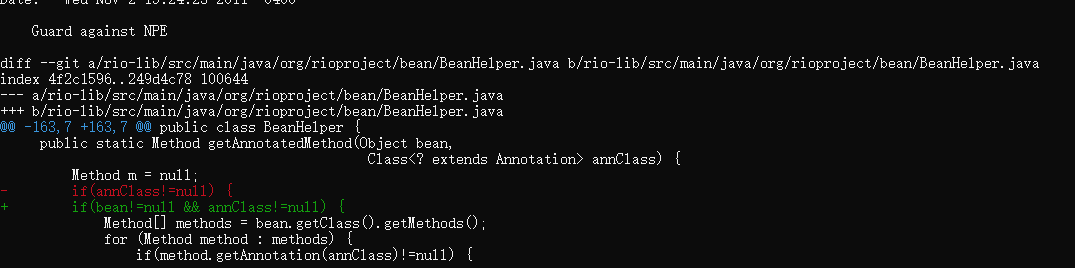 Date:   Wed Nov 2 15:24:23 2011 -0400
Guard against NPE
diff --git a/rio-lib/src/main/java/org/rioproject/bean/BeanHelper.java b/rio-lib/src/main/java/org/rioproject/bean/BeanHelper.java
index 4f2c1596..249d4c78 100644
--- a/rio-lib/src/main/java/org/rioproject/bean/BeanHelper.java
+++ b/rio-lib/src/main/java/org/rioproject/bean/BeanHelper.java
@@ -163,7 +163,7 @@ public class BeanHelper {
     public static Method getAnnotatedMethod(Object bean,
                                             Class<? extends Annotation> annClass) {
         Method m = null;
-        if(annClass!=null) {
+        if(bean!=null && annClass!=null) {
             Method[] methods = bean.getClass().getMethods();
             for (Method method : methods) {
                 if(method.getAnnotation(annClass)!=null) {